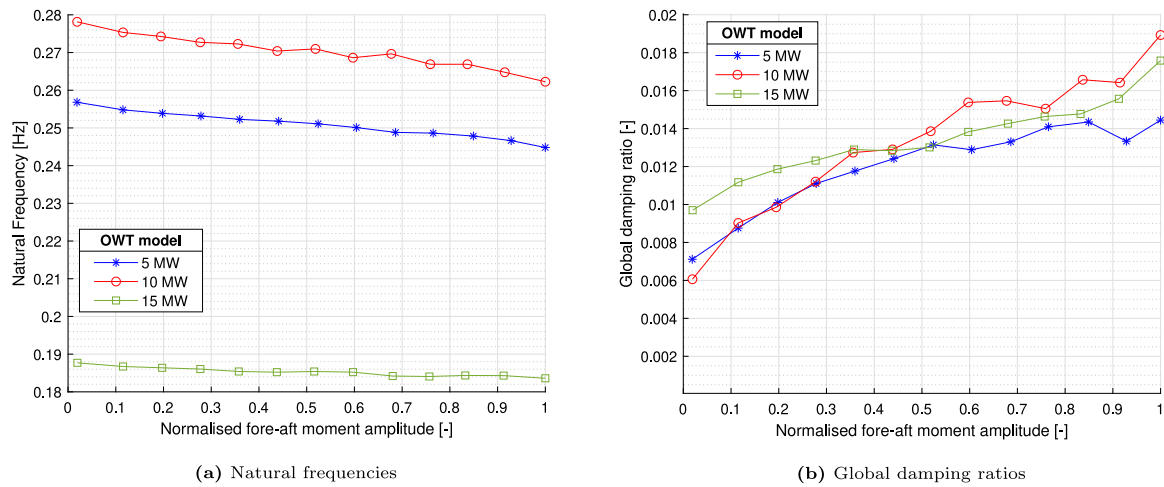 0.28
0.27
0.26
0.25
0.24
0.23
0.22
0.21
0.2
0.19
0.18
Natural Frequency [Hz]
OWT model
5 MW
10 MW
15 MW
0 0.1 0.2 0.3 0.4 0.5 0.6 0.7 0.8 0.9 1
Normalised fore-aft moment amplitude [-]
(a) Natural frequencies
0.02
0.018
0.016
0.014
0.012
0.01
0.008
0.006
0.004
0.002
Global damping ratio [-]
OWT model
5 MW
10 MW
15 MW
0 0.1 0.2 0.3 0.4 0.5 0.6 0.7 0.8 0.9 1
Normalised fore-aft moment amplitude [-]
(b) Global damping ratios